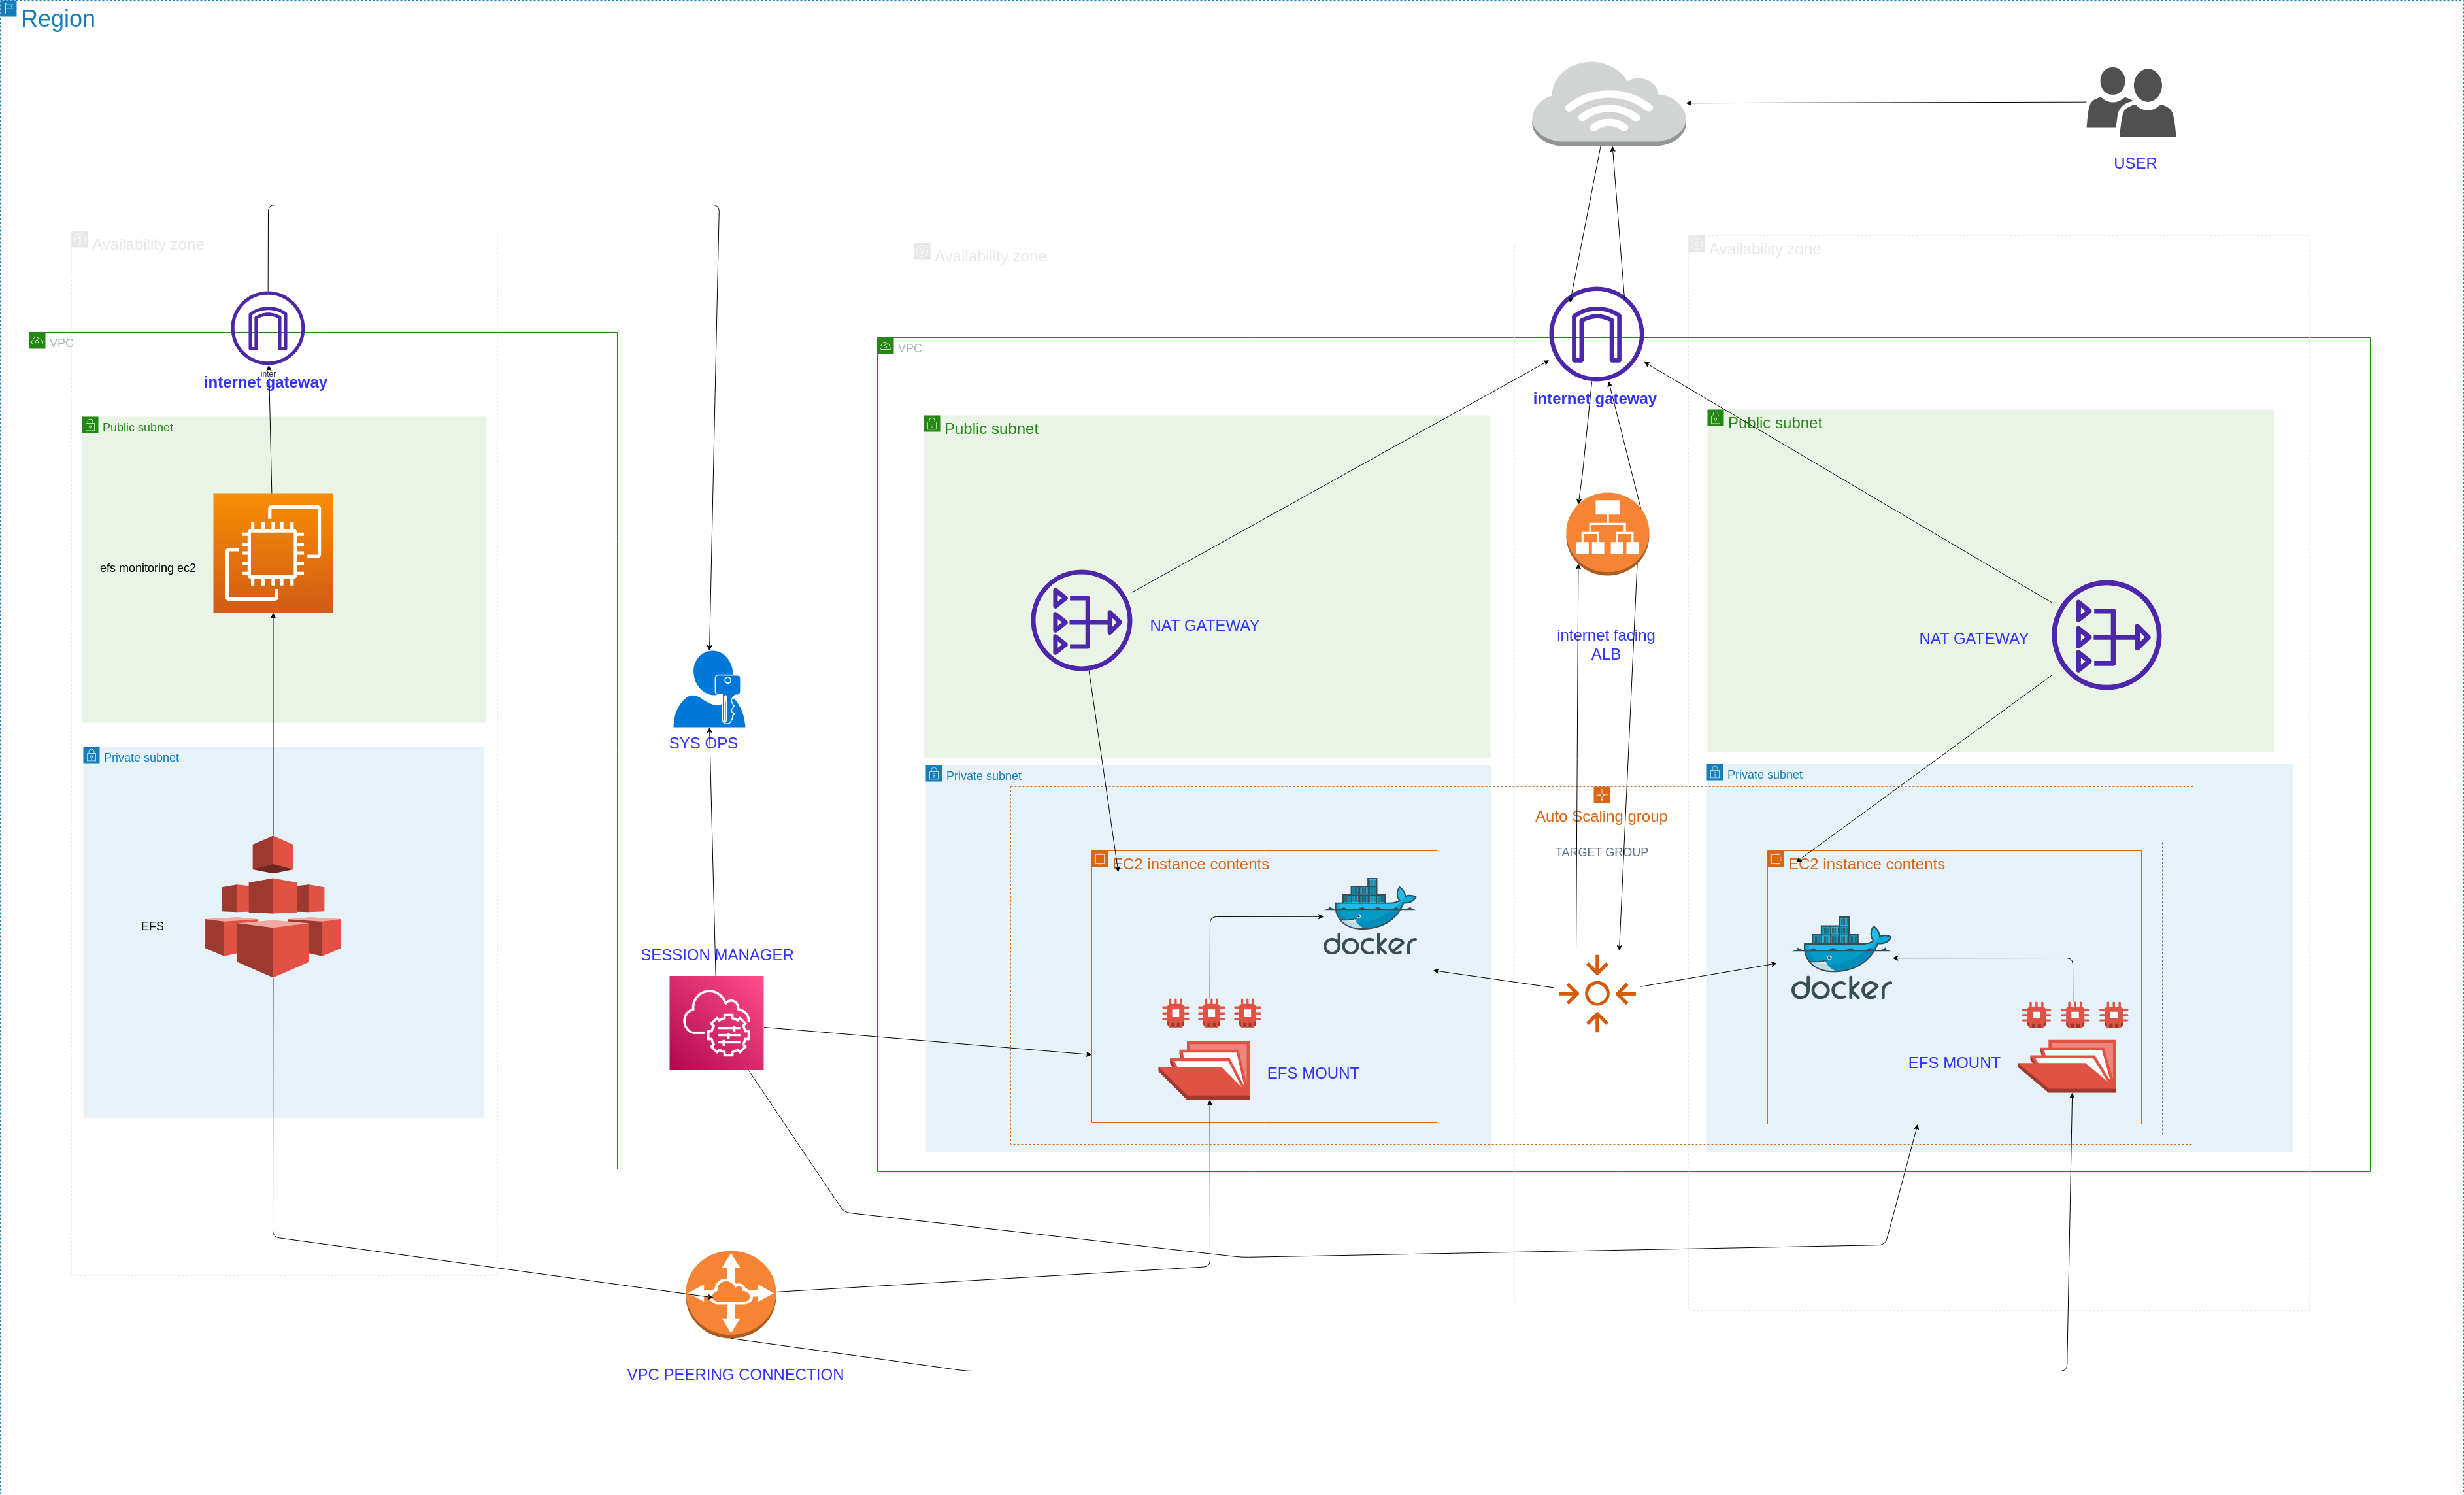 Region
USER
Availability zone
Availability zone
Availability zone
VPC
inter
internet gateway
VPC
internet gateway
Public subnet
Public subnet
Public subnet
efs monitoring ec2
NAT GATEWAY
internet facing
ALB
NAT GATEWAY
SYS OPS
Private subnet
Private subnet
Private subnet
Auto Scaling group
TARGET GROUP
EC2 instance contents
EC2 instance contents
EFS
docker
docker
SESSION MANAGER
EFS MOUNT
EFS MOUNT
VPC PEERING CONNECTION